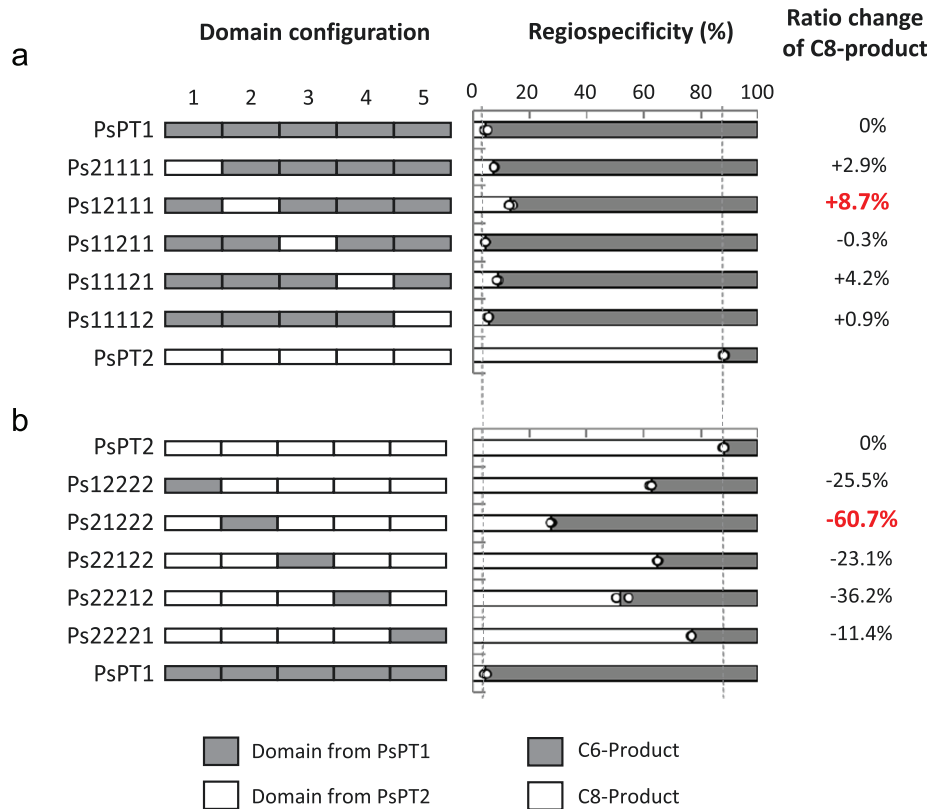 Domain configuration Regiospecificity (%) Ratio change
of C8-product
a
1 2 3 4 5 0 20 40 60 80 100
PsPT1 0%
Ps21111 +2.9%
Ps12111 +8.7%
Ps11211 -0.3%
Ps11121 +4.2%
Ps11112 +0.9%
PsPT2
b
PsPT2 0%
Ps12222 -25.5%
Ps21222 -60.7%
Ps22122 -23.1%
Ps22212 -36.2%
Ps22221 -11.4%
PsPT1
Domain from PsPT1 C6-Product
Domain from PsPT2 C8-Product